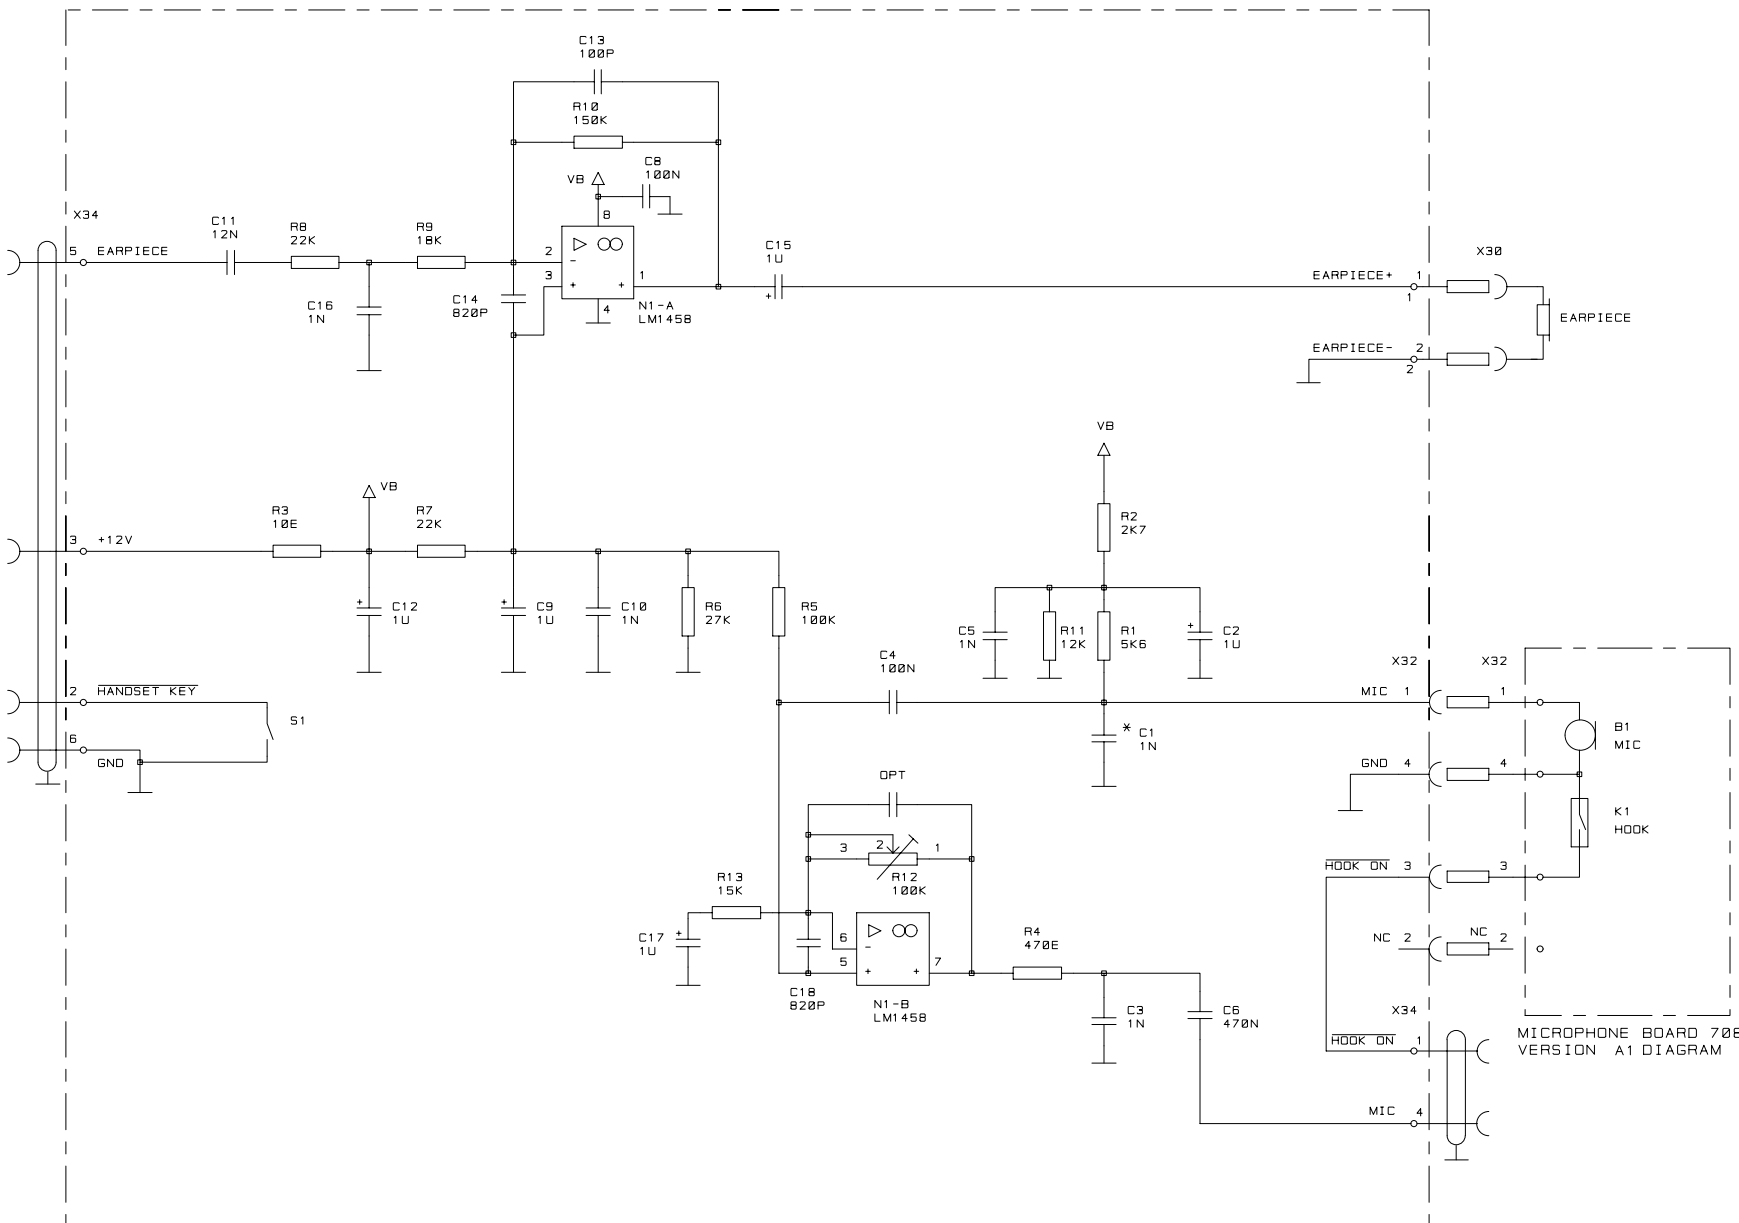 C13
100P
R10
150K
C8
100N
VB
8
X34
C11
12N
R8
22K
R9
18K
5
EARPIECE
2
-
3
+
+
1
4
N1-A
LM1458
C15
1U
+
C16
1N
C14
820P
X30
EARPIECE+
1
1
EARPIECE
EARPIECE-
2
2
VB
R2
2K7
VB
R3
10E
R7
22K
3
+12V
+
C12
1U
+
C9
1U
C10
1N
R6
27K
R5
100K
C5
1N
R11
12K
R1
5K6
+
C2
1U
C4
100N
X32
X32
MIC
1
1
2
HANDSET KEY
S1
6
GND
*
C1
1N
B1
MIC
GND
4
4
OPT
K1
HOOK
3
2
1
R12
100K
HOOK ON
3
3
R13
15K
C17
1U
+
6
-
5
+
+
7
R4
470E
NC
2
NC
2
C18
820P
N1-B
LM1458
C3
1N
C6
470N
X34
HOOK ON
1
MICROPHONE BOARD 708
VERSION A1 DIAGRAM
MIC
4